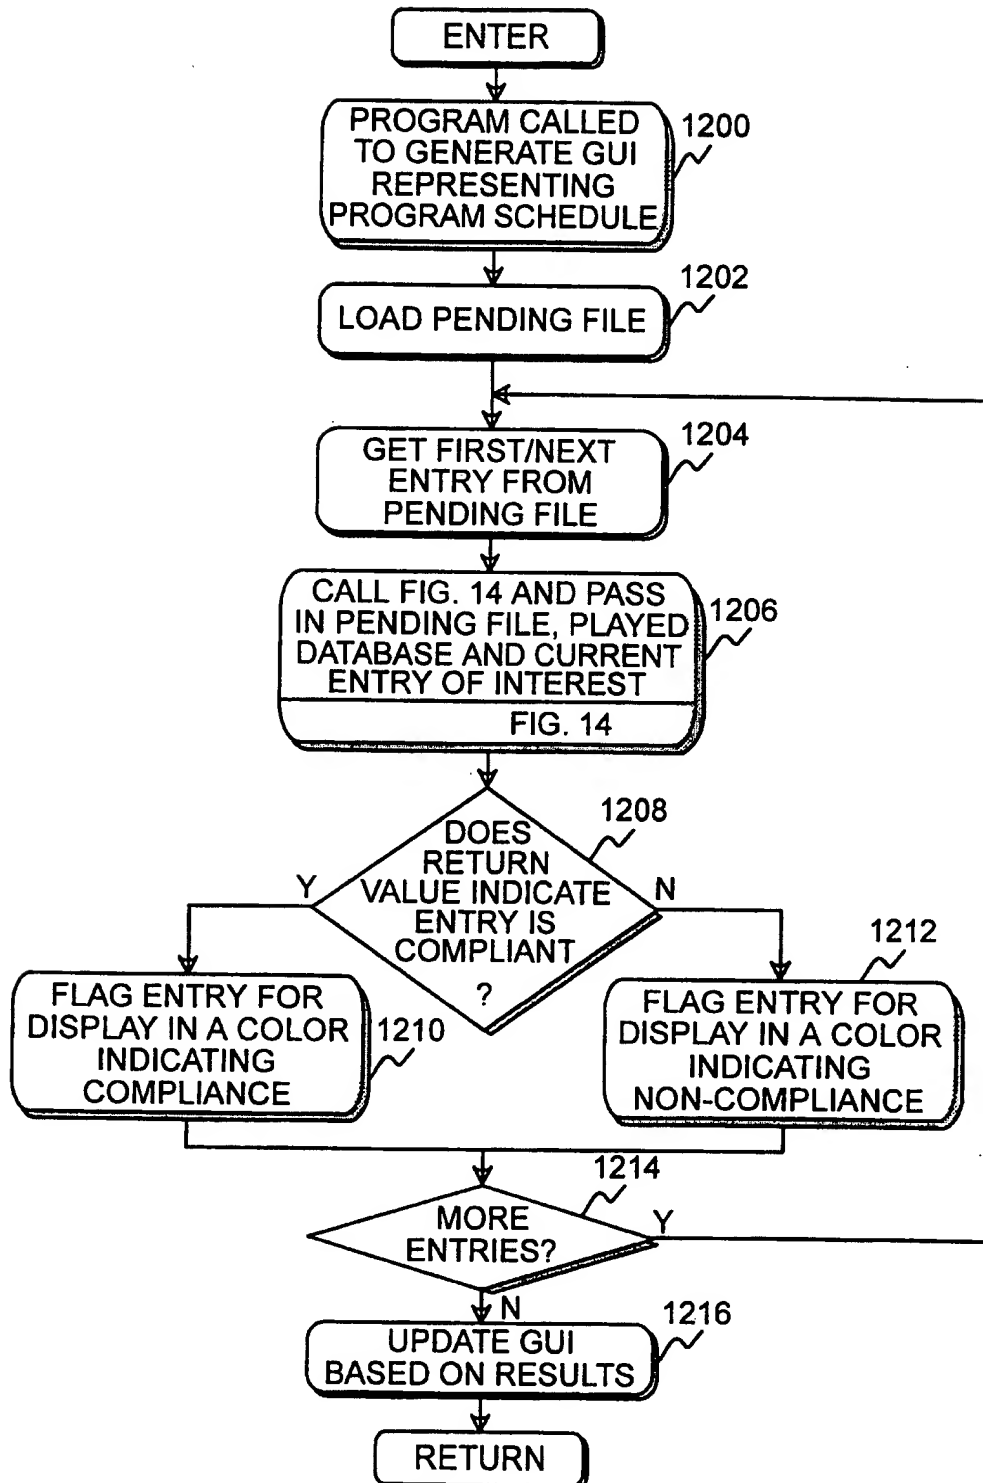 ENTER
PROGRAM CALLED
TO GENERATE GUI
REPRESENTING
PROGRAM SCHEDULE
1200
LOAD PENDING FILE
1202
GET FIRST/NEXT
ENTRY FROM
PENDING FILE
1204
CALL FIG. 14 AND PASS
IN PENDING FILE, PLAYED
DATABASE AND CURRENT
ENTRY OF INTEREST
FIG. 14
1206
DOES
RETURN
VALUE INDICATE
ENTRY IS
COMPLIANT
?
1208
Y
N
FLAG ENTRY FOR
DISPLAY IN A COLOR
INDICATING
COMPLIANCE
1210
FLAG ENTRY FOR
DISPLAY IN A COLOR
INDICATING
NON-COMPLIANCE
1212
MORE
ENTRIES?
1214
Y
N
UPDATE GUI
BASED ON RESULTS
1216
RETURN